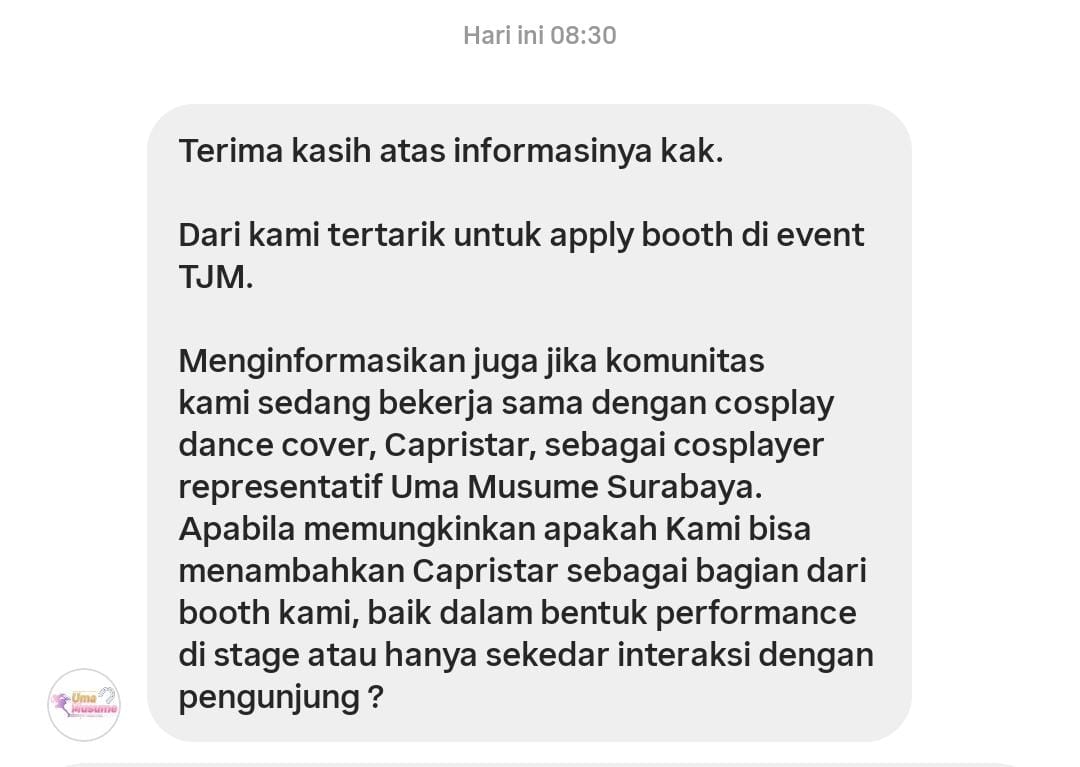 Hari ini 08:30
Terima kasih atas informasinya kak.
Dari kami tertarik untuk apply booth di event
TJM.
Menginformasikan juga jika komunitas
kami sedang bekerja sama dengan cosplay
dance cover, Capristar, sebagai cosplayer
representatif Uma Musume Surabaya.
Apabila memungkinkan apakah Kami bisa
menambahkan Capristar sebagai bagian dari
booth kami, baik dalam bentuk performance
di stage atau hanya sekedar interaksi dengan
pengunjung ?
Uma
Musume